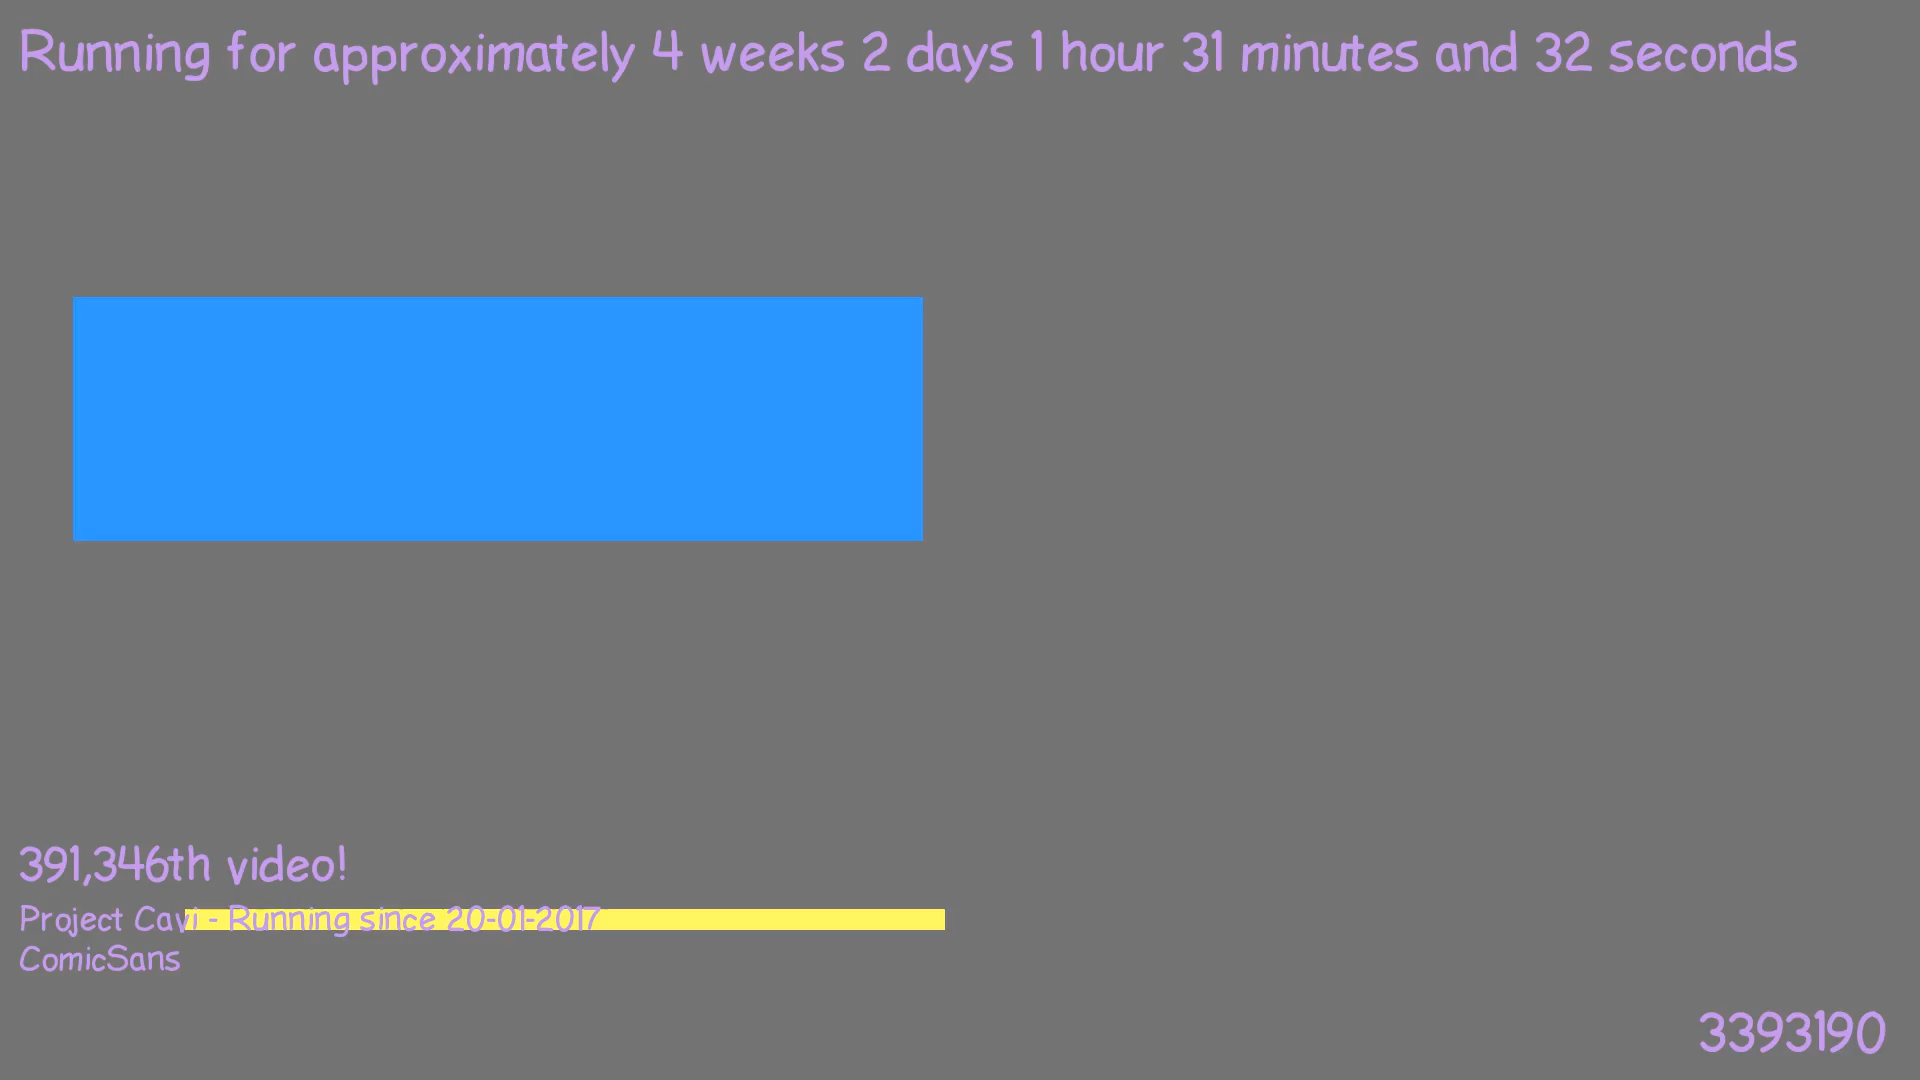 Running for approximately 4 weeks 2 days 1 hour 31 minutes and 32 seconds
391,346th video!
Project Cavi - Running since 20-01-2017
ComicSans
3393190